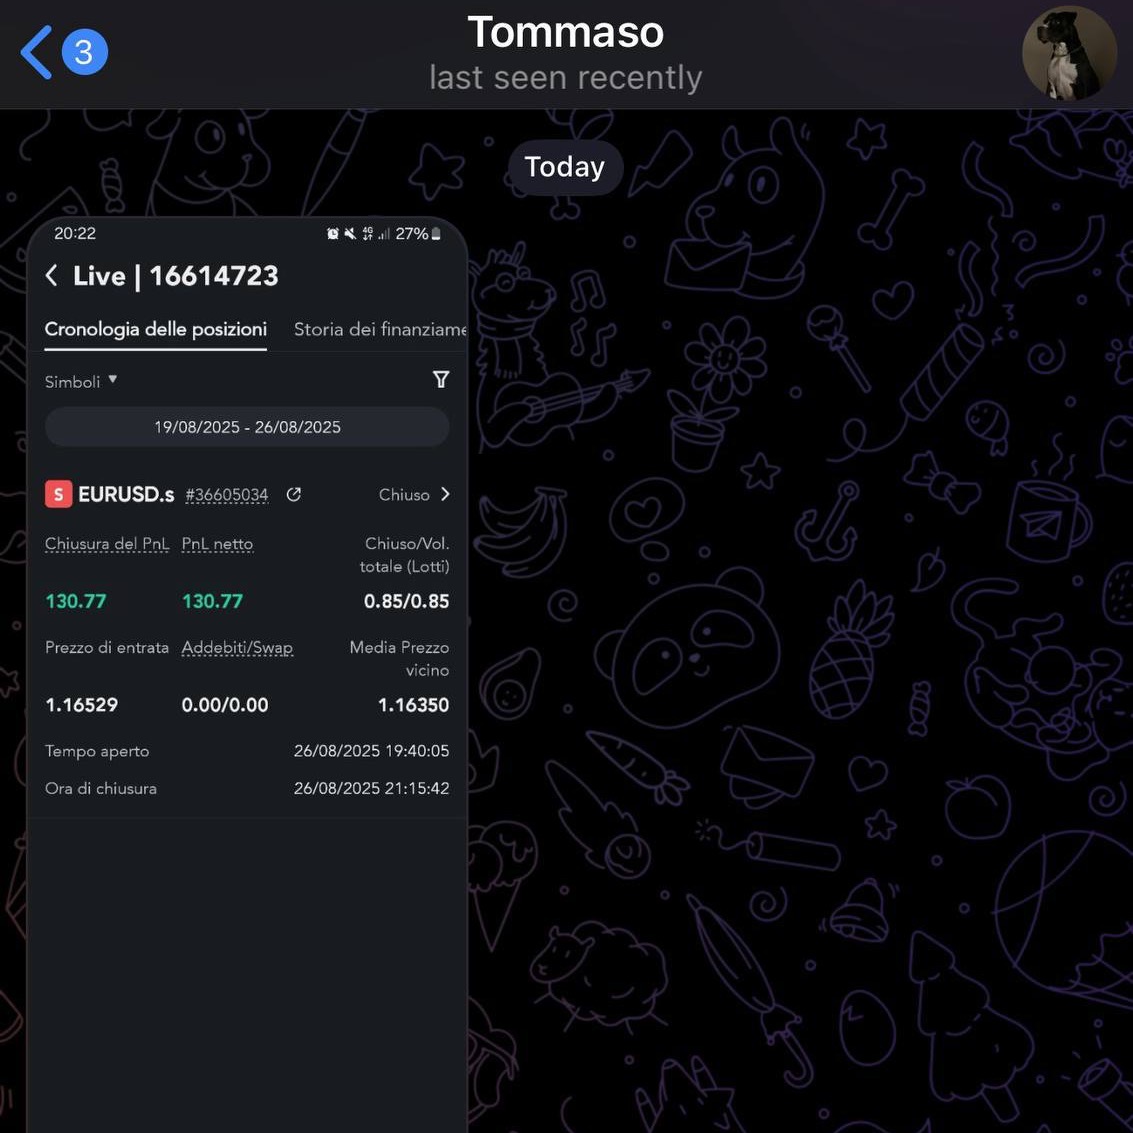 3
Tommaso
last seen recently
Today
20:22
4G
27%
Live | 16614723
Cronologia delle posizioni
Storia dei finanziame
Simboli
19/08/2025 - 26/08/2025
S EURUSD.s #36605034 Chiuso
Chiusura del PnL PnL netto Chiuso/Vol.
totale (Lotti)
130.77 130.77 0.85/0.85
Prezzo di entrata Addebiti/Swap Media Prezzo
vicino
1.16529 0.00/0.00 1.16350
Tempo aperto 26/08/2025 19:40:05
Ora di chiusura 26/08/2025 21:15:42